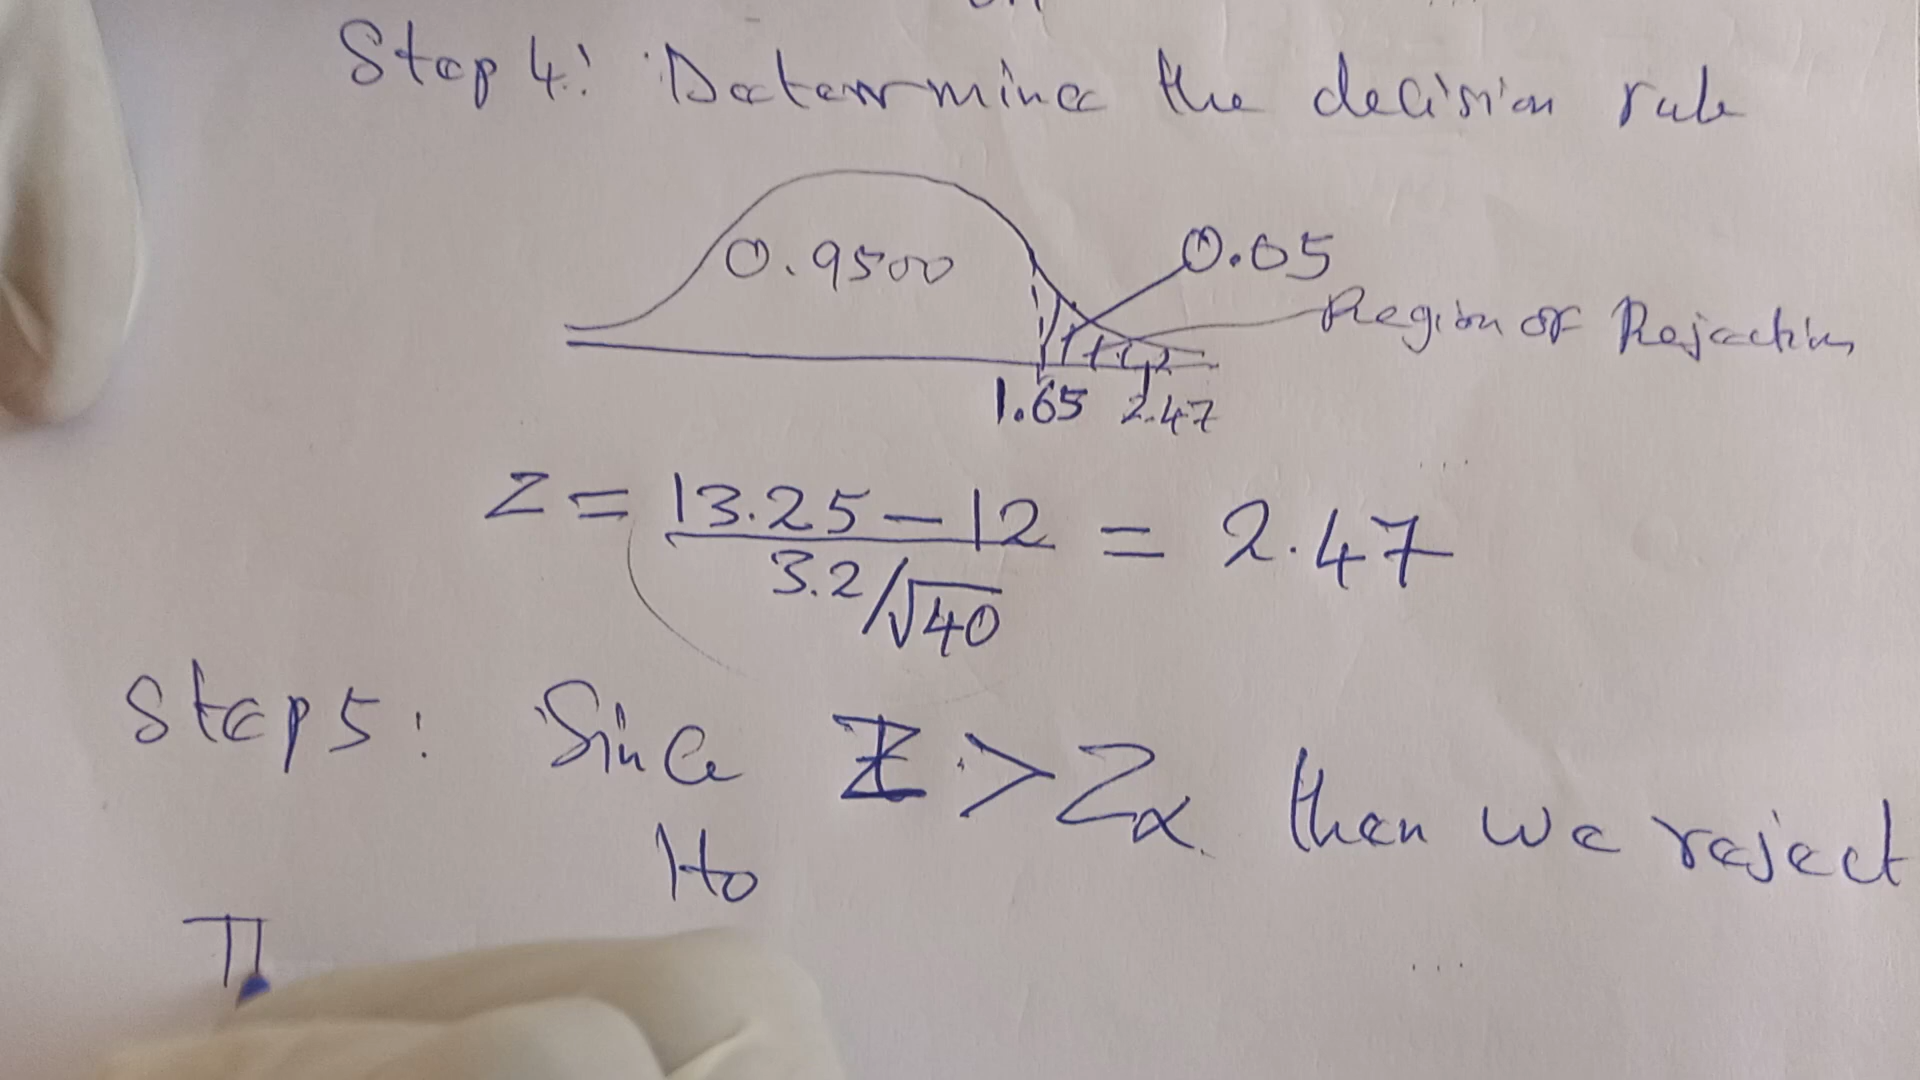 Step 4: Determine the decision rule
0.9500
0.05
Region of Rejection
1.65 2.47
Z = 13.25 - 12 = 2.47
3.2/√40
Step 5: Since Z > Zα then we reject
Ho